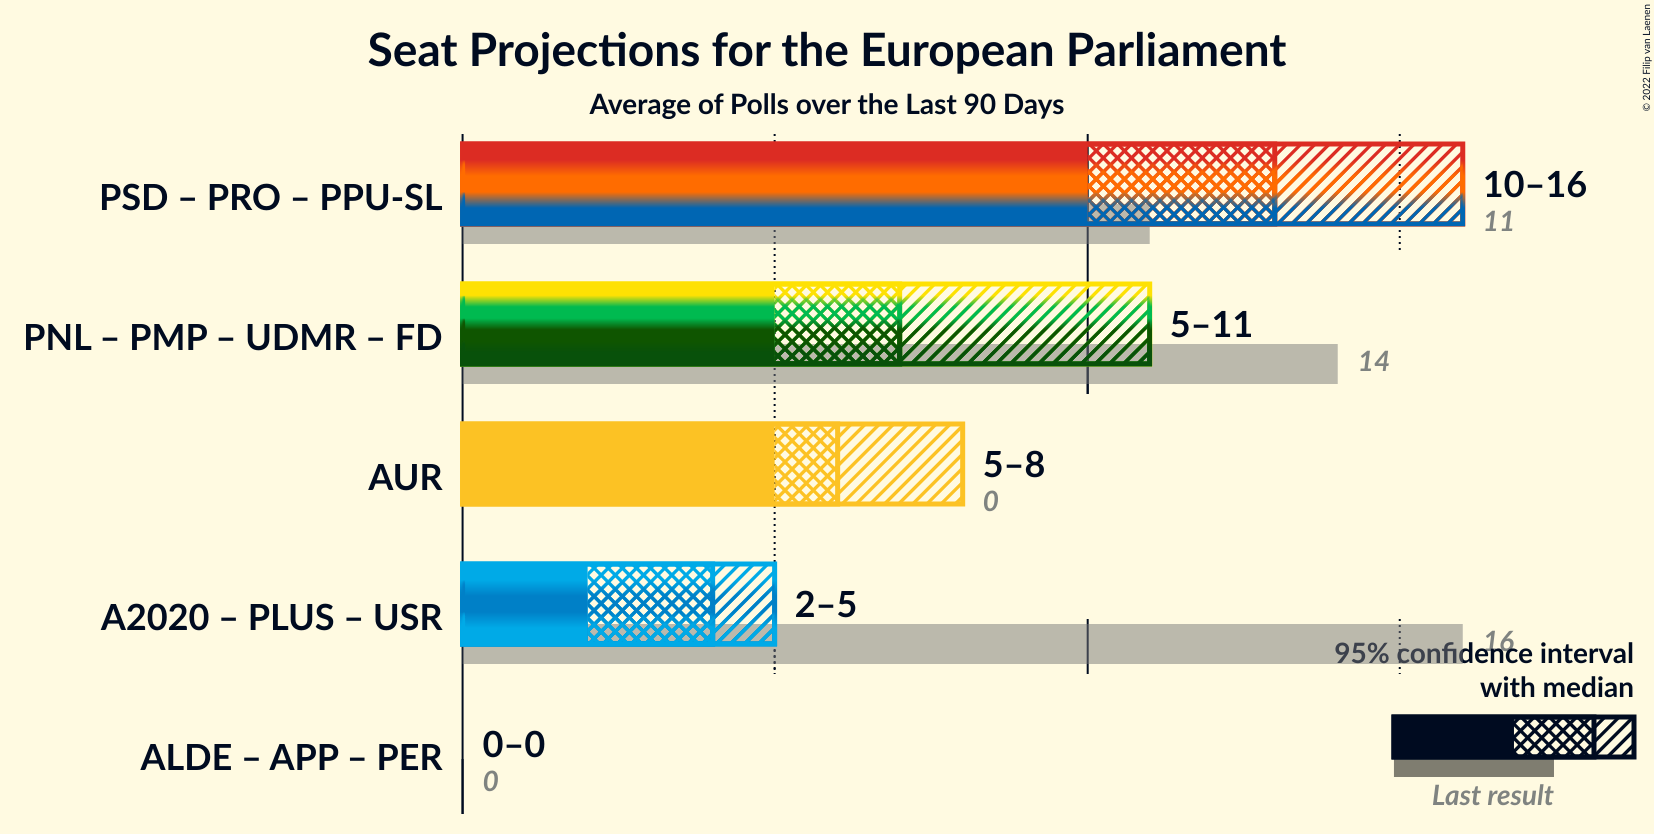 Seat Projections for the European Parliament
Average of Polls over the Last 90 Days
© 2022 Filip van Laenen
PSD – PRO – PPU-SL
10–16
11
PNL – PMP – UDMR – FD
5–11
14
AUR
5–8
0
A2020 – PLUS – USR
2–5
16
ALDE – APP – PER
0–0
0
95% confidence interval
with median
Last result